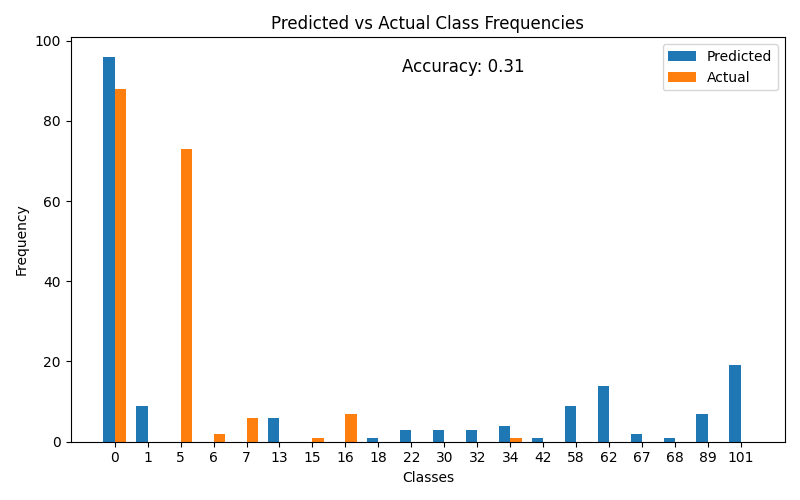 Predicted vs Actual Class Frequencies
100
Accuracy: 0.31
Predicted
Actual
80
60
Frequency
40
20
0
0 1 5 6 7 13 15 16 18 22 30 32 34 42 58 62 67 68 89 101
Classes